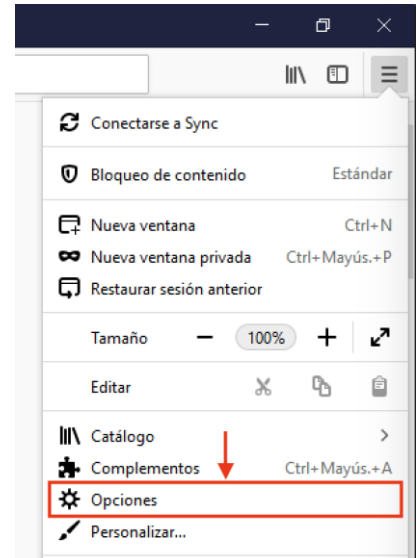 Conectarse a Sync
Bloqueo de contenido Estándar
Nueva ventana Ctrl+N
Nueva ventana privada Ctrl+Mayús.+P
Restaurar sesión anterior
Tamaño − 100% +
Editar
Catálogo >
Complementos Ctrl+Mayús.+A
Opciones
Personalizar...